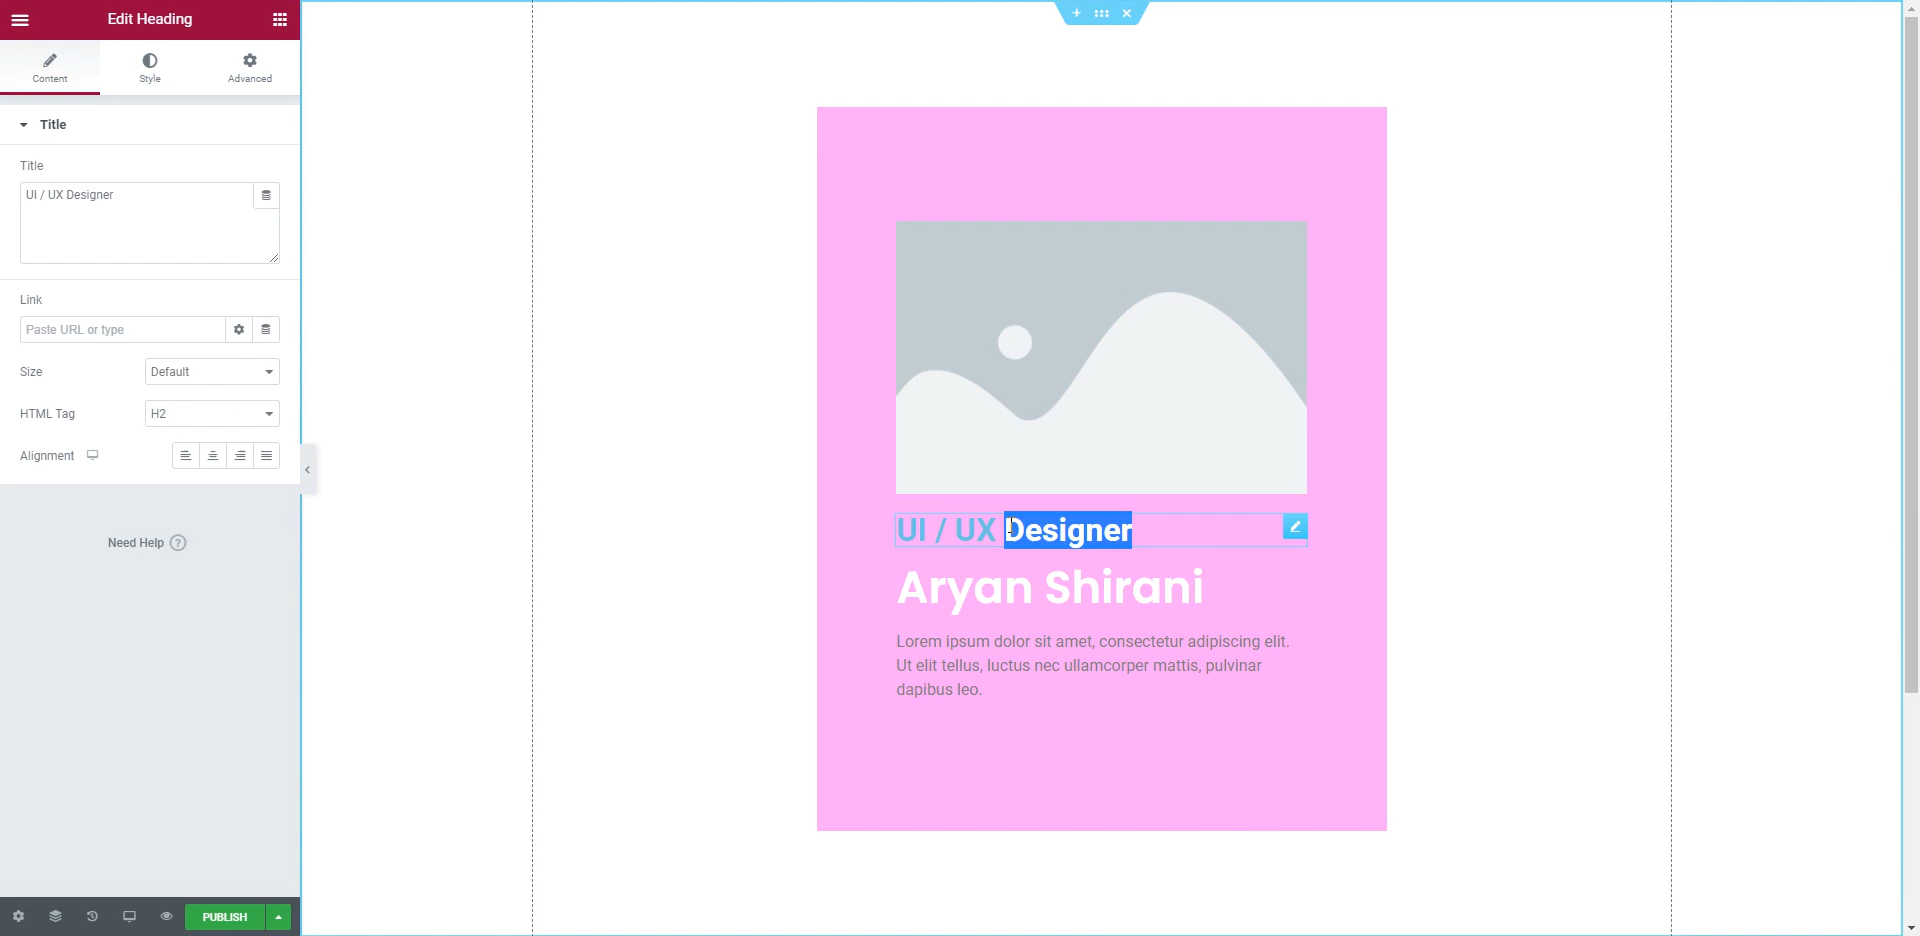 Edit Heading
Content
Style
Advanced
Title
Title
UI / UX Designer
Link
Paste URL or type
Size
Default
HTML Tag
H2
Alignment
Need Help ?
PUBLISH
UI / UX Designer
Aryan Shirani
Lorem ipsum dolor sit amet, consectetur adipiscing elit.
Ut elit tellus, luctus nec ullamcorper mattis, pulvinar
dapibus leo.